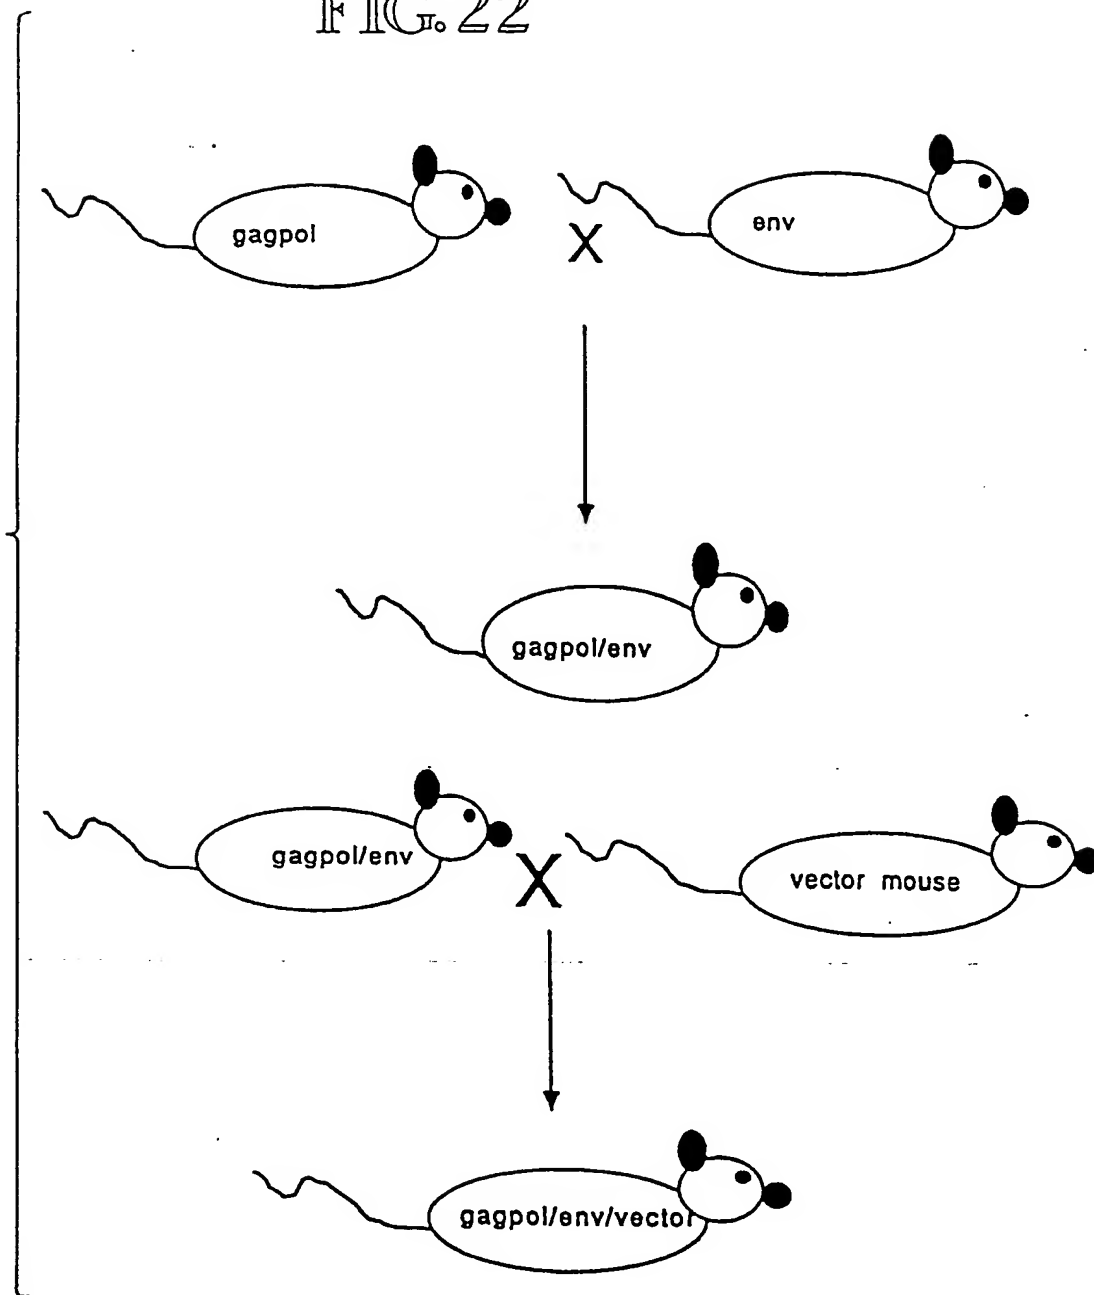 FIG. 22
gagpol
X
env
gagpol/env
gagpol/env
X
vector mouse
gagpol/env/vector